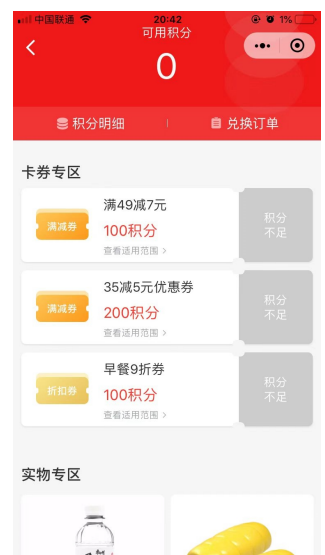 中国联通 20:42 1%
可用积分
0
积分明细 兑换订单
卡券专区
满减券
满49减7元
100积分
查看适用范围 >
积分
不足
满减券
35减5元优惠券
200积分
查看适用范围 >
积分
不足
折扣券
早餐9折券
100积分
查看适用范围 >
积分
不足
实物专区